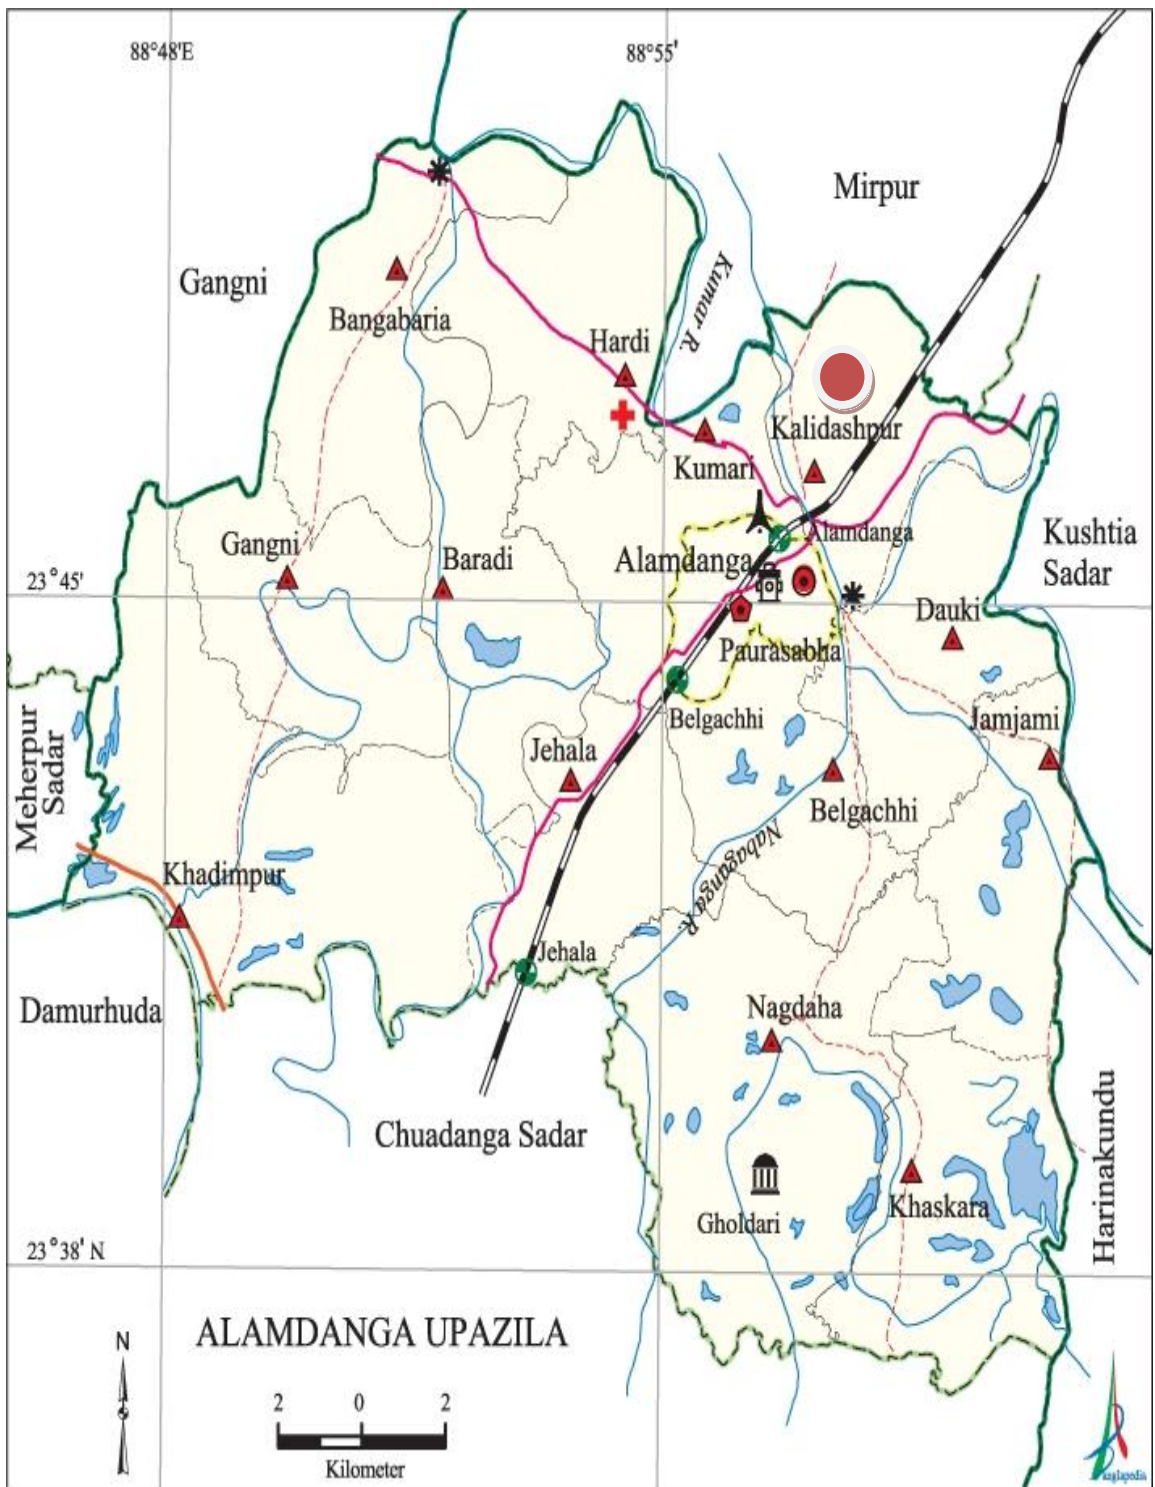 88°48'E
88°55'
Mirpur
Gangni
Kumar R.
Bangabaria
Hardi
Kalidashpur
Kumari
Alamdanga
Gangni
Baradi
Alamdanga
Kushtia
Sadar
23°45'
Dauki
Paurasabha
Belgachhi
Jamjami
Jehala
Meherpur
Sadar
Belgachhi
Nabaganga R.
Khadimpur
Jehala
Damurhuda
Nagdaha
Chuadanga Sadar
Harinakundu
Khaskara
Gholdari
23°38' N
ALAMDANGA UPAZILA
N
2 0 2
Kilometer
anglapedia